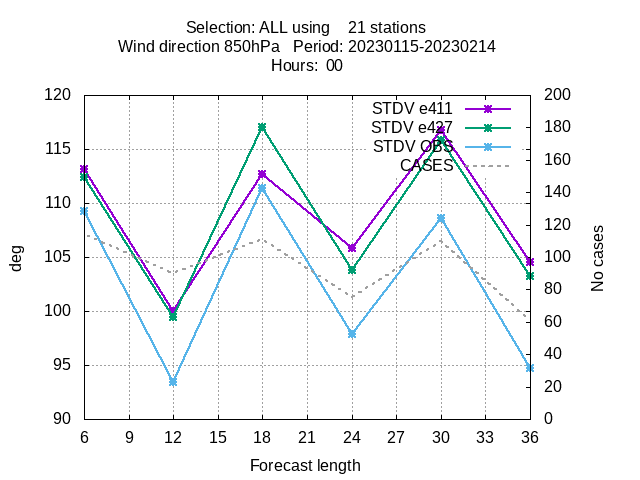 Selection: ALL using    21 stations
Wind direction 850hPa   Period: 20230115-20230214
Hours:  00
120
115
110
105
100
95
90
200
180
160
140
120
100
80
60
40
20
0
STDV e411
STDV e427
STDV OBS
CASES
deg
No cases
6 9 12 15 18 21 24 27 30 33 36
Forecast length